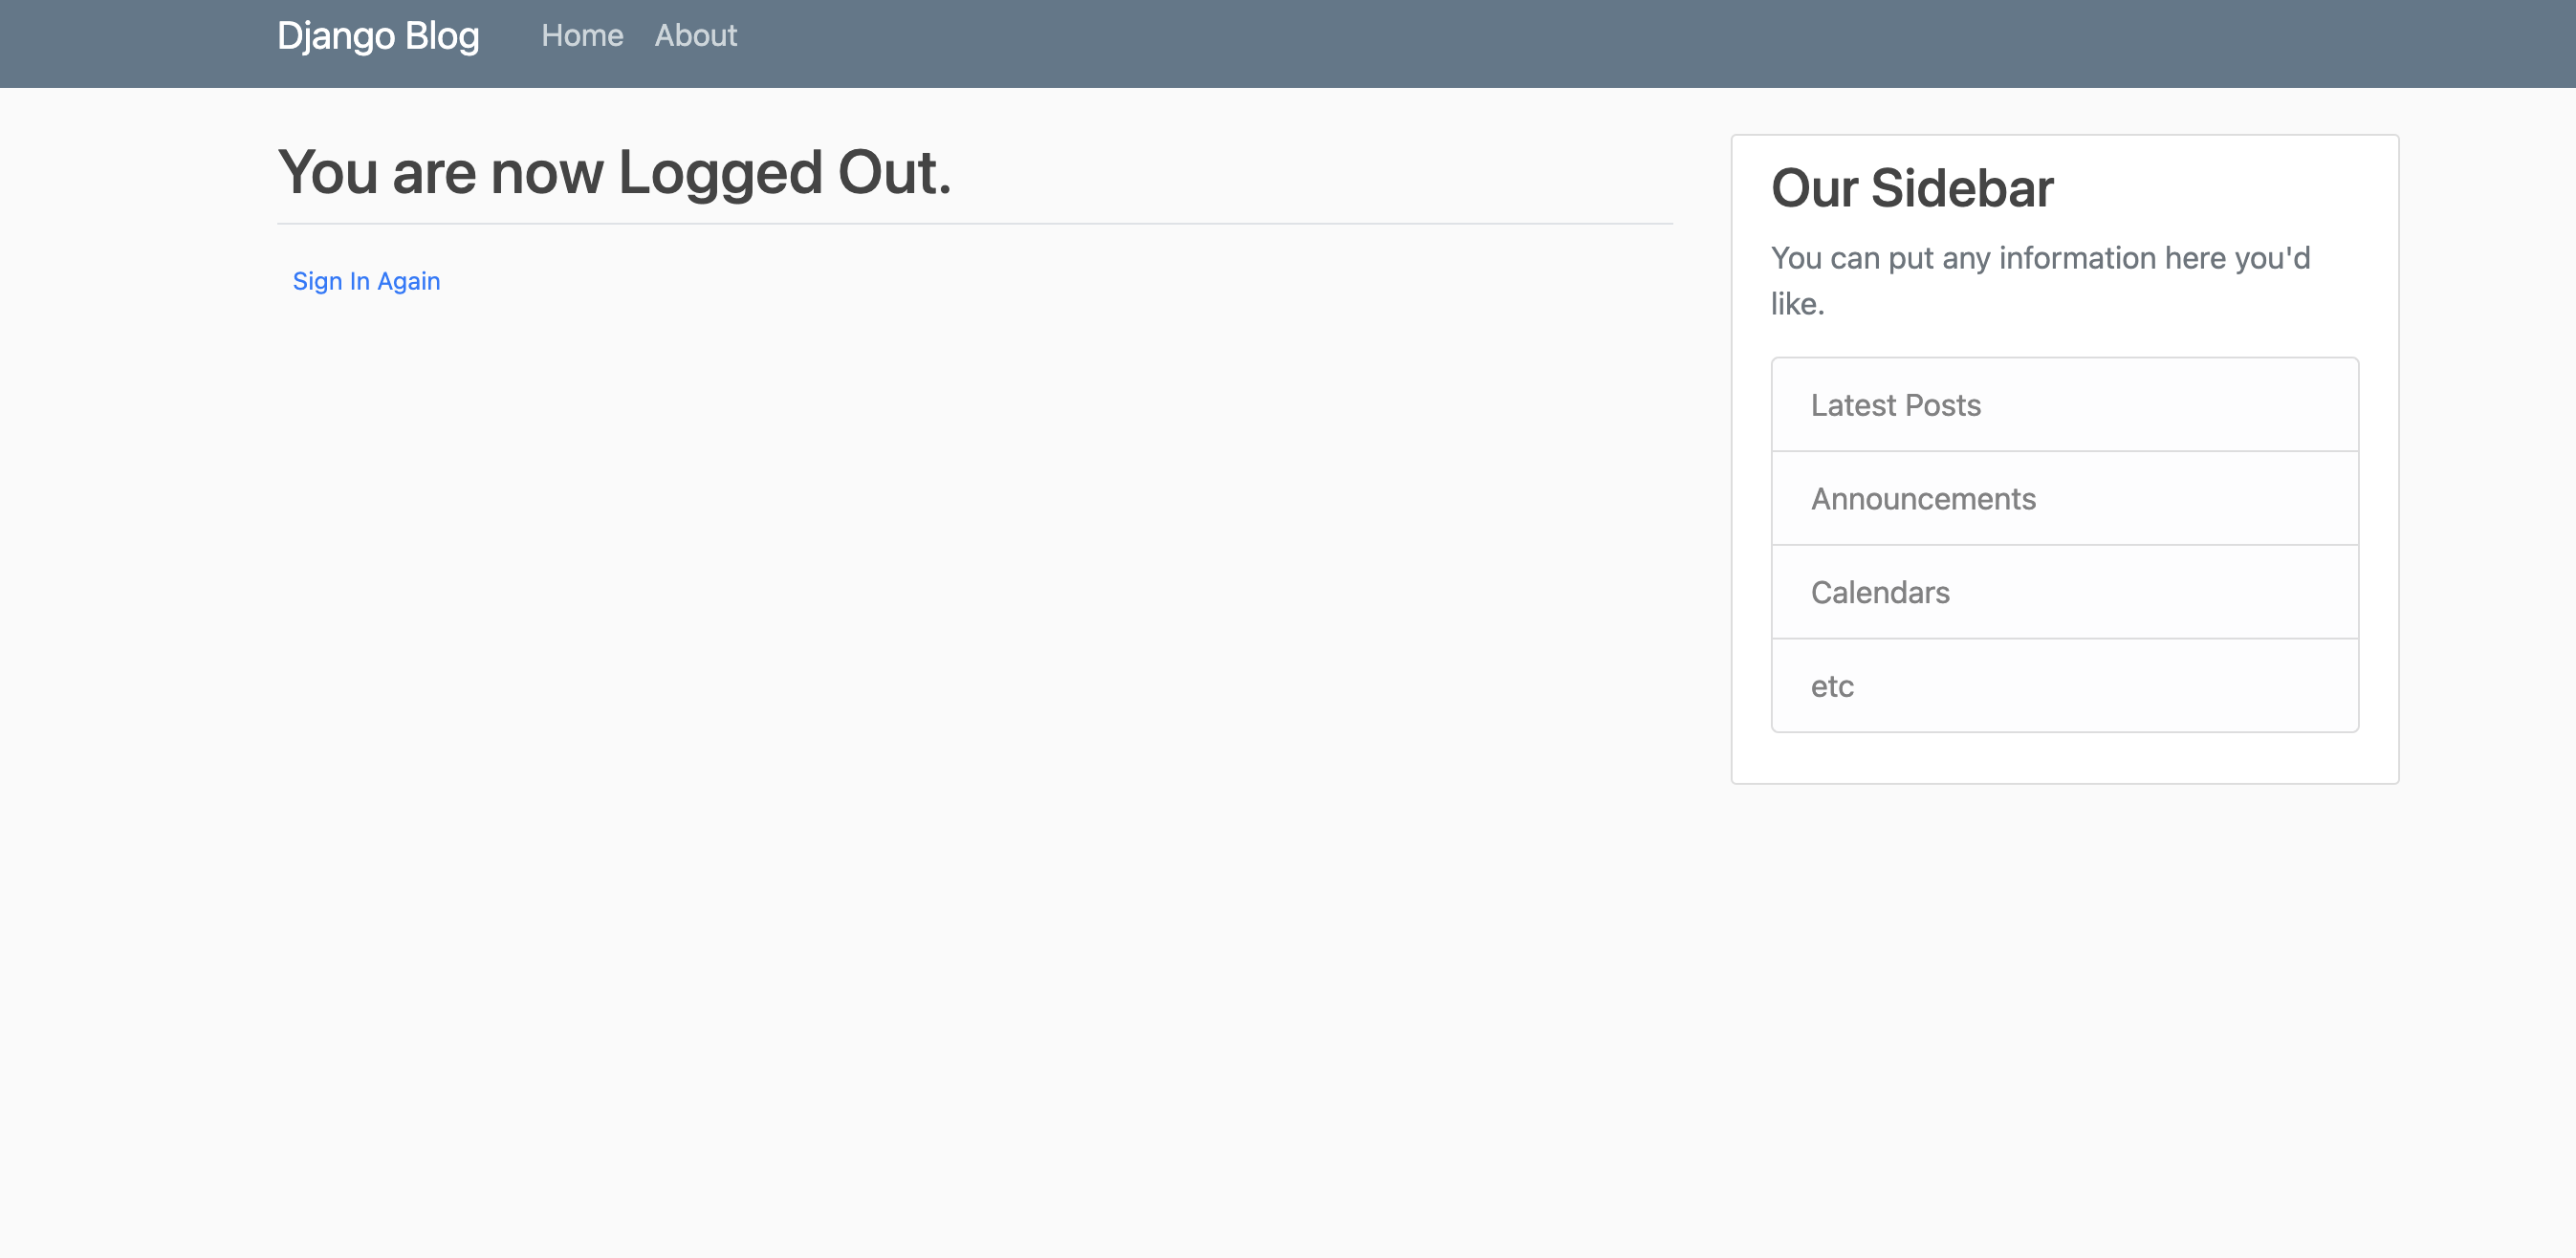 Django Blog Home About
You are now Logged Out.
Sign In Again
Our Sidebar
You can put any information here you'd
like.
Latest Posts
Announcements
Calendars
etc